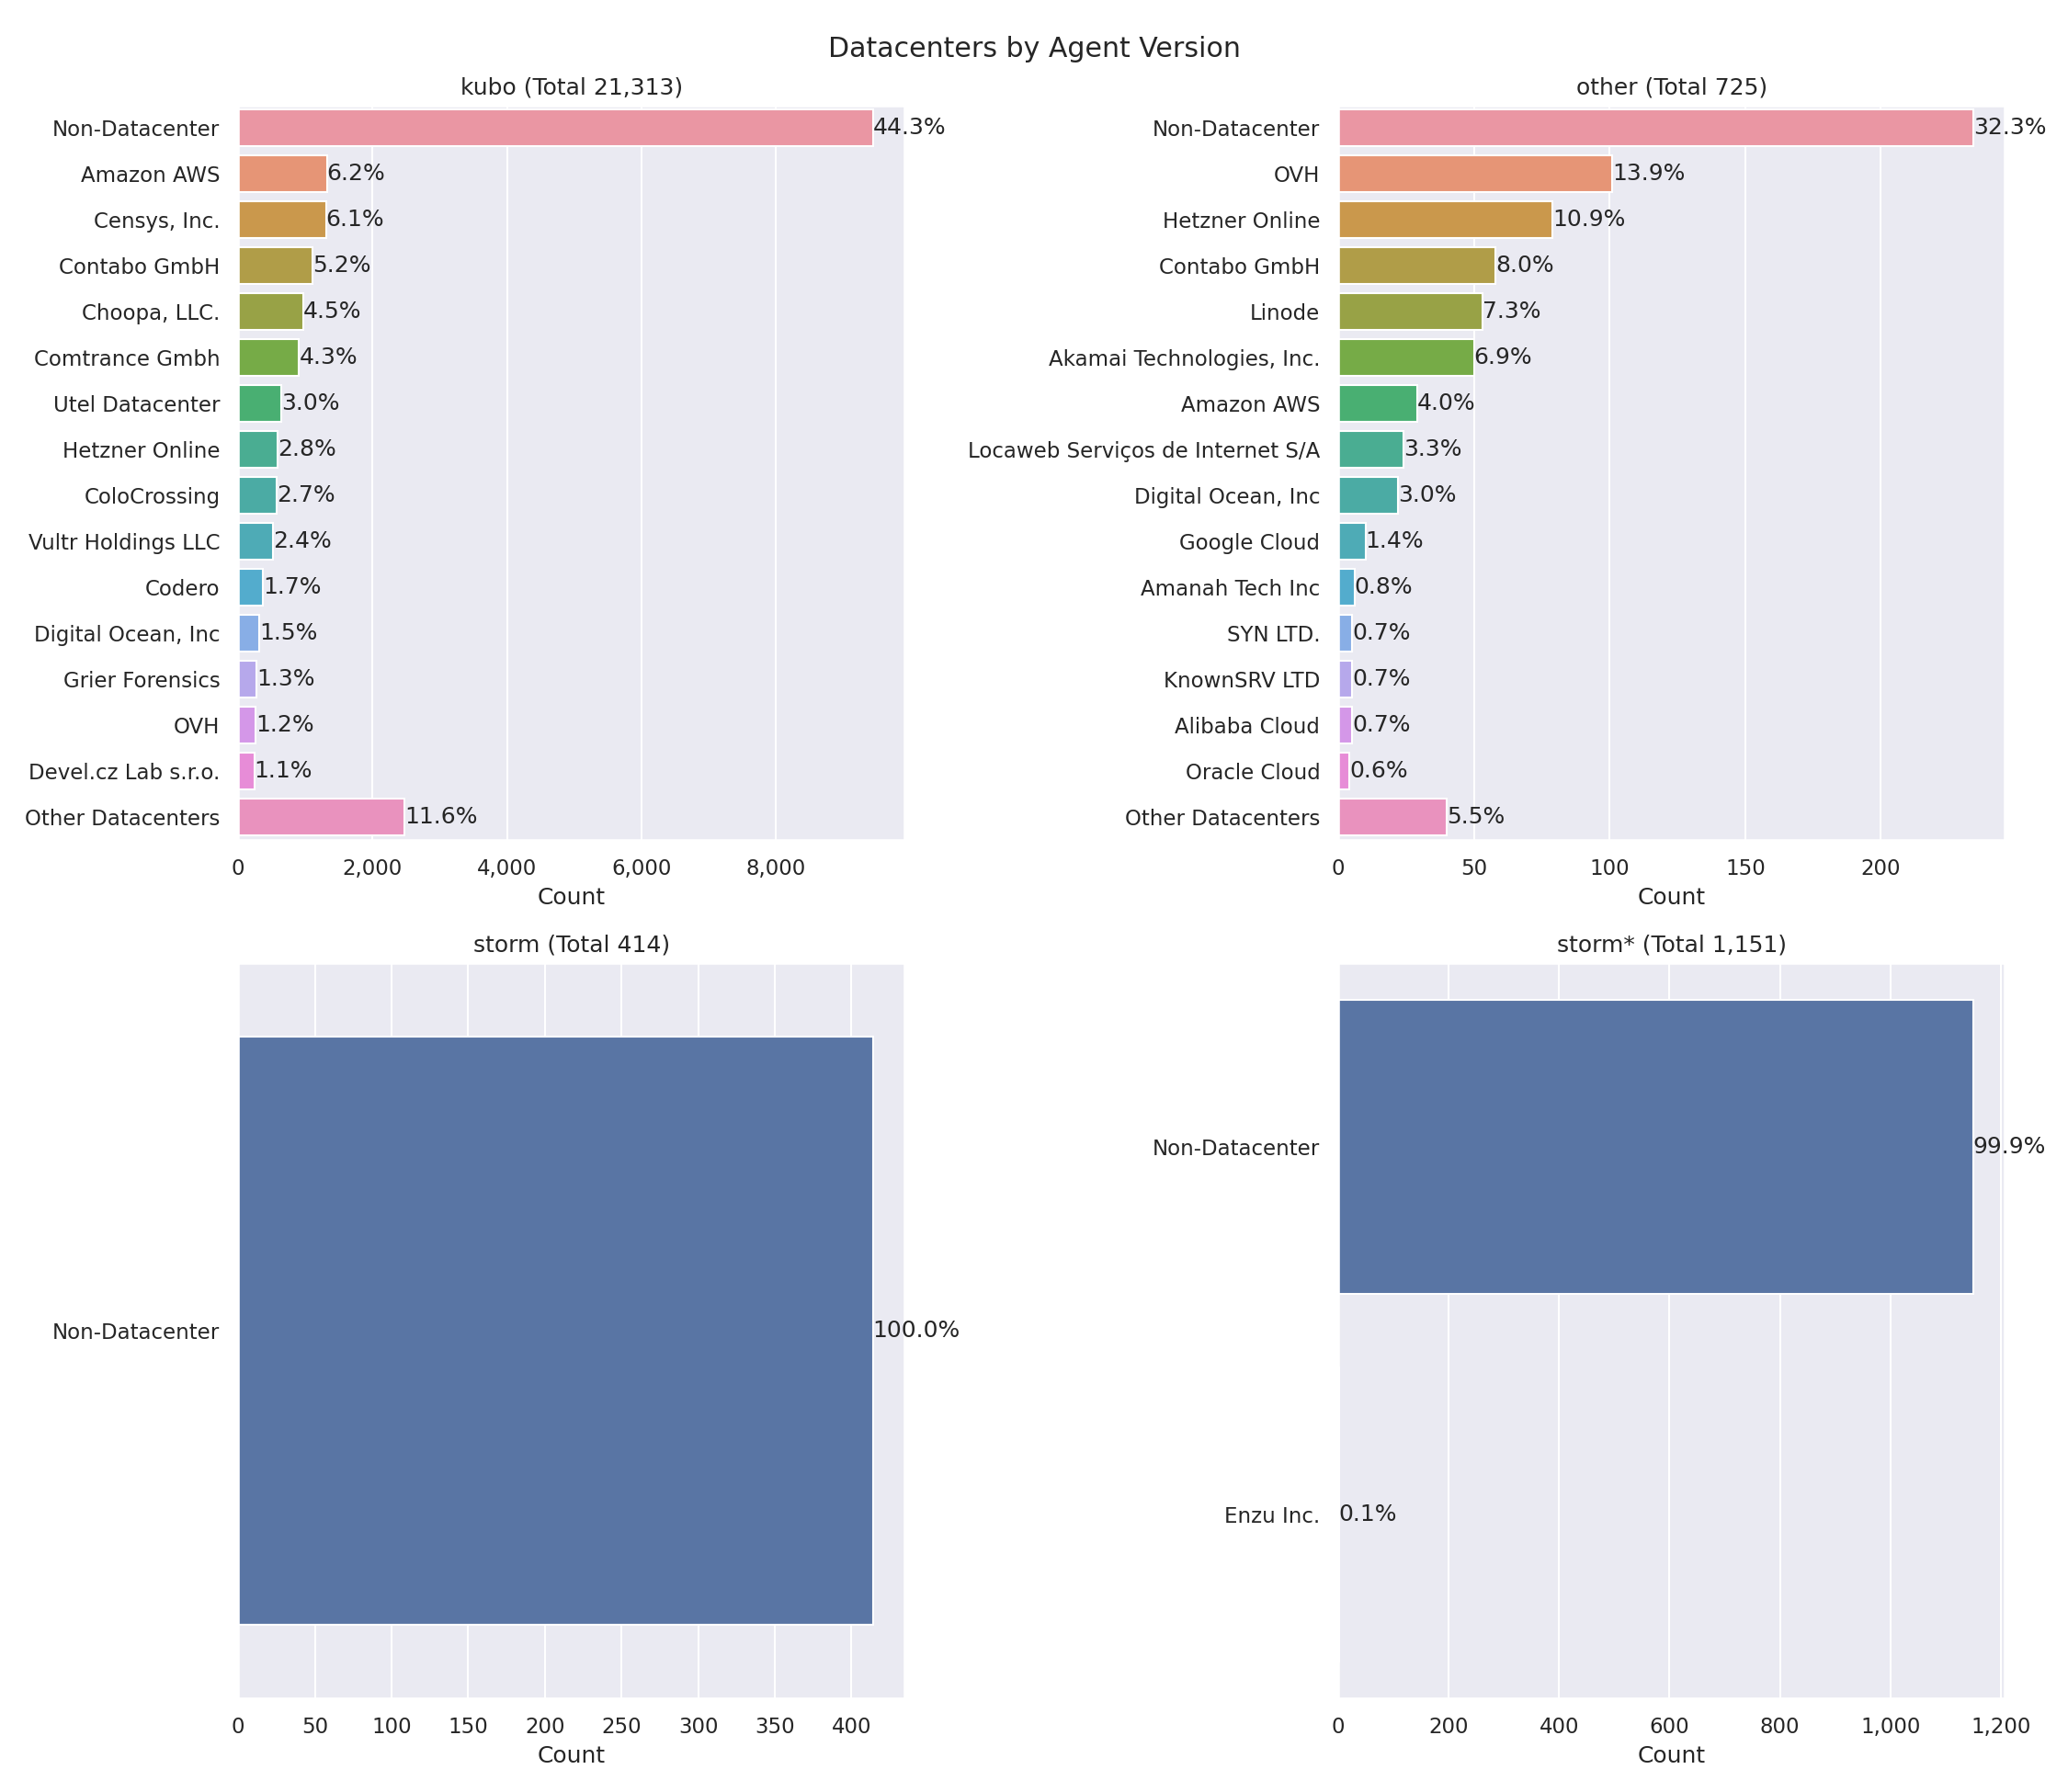 Datacenters by Agent Version
kubo (Total 21,313)
Non-Datacenter 44.3%
Amazon AWS 6.2%
Censys, Inc. 6.1%
Contabo GmbH 5.2%
Choopa, LLC. 4.5%
Comtrance Gmbh 4.3%
Utel Datacenter 3.0%
Hetzner Online 2.8%
ColoCrossing 2.7%
Vultr Holdings LLC 2.4%
Codero 1.7%
Digital Ocean, Inc 1.5%
Grier Forensics 1.3%
OVH 1.2%
Devel.cz Lab s.r.o. 1.1%
Other Datacenters 11.6%
0 2,000 4,000 6,000 8,000
Count
other (Total 725)
Non-Datacenter 32.3%
OVH 13.9%
Hetzner Online 10.9%
Contabo GmbH 8.0%
Linode 7.3%
Akamai Technologies, Inc. 6.9%
Amazon AWS 4.0%
Locaweb Serviços de Internet S/A 3.3%
Digital Ocean, Inc 3.0%
Google Cloud 1.4%
Amanah Tech Inc 0.8%
SYN LTD. 0.7%
KnownSRV LTD 0.7%
Alibaba Cloud 0.7%
Oracle Cloud 0.6%
Other Datacenters 5.5%
0 50 100 150 200
Count
storm (Total 414)
Non-Datacenter 100.0%
0 50 100 150 200 250 300 350 400
Count
storm* (Total 1,151)
Non-Datacenter 99.9%
Enzu Inc. 0.1%
0 200 400 600 800 1,000 1,200
Count